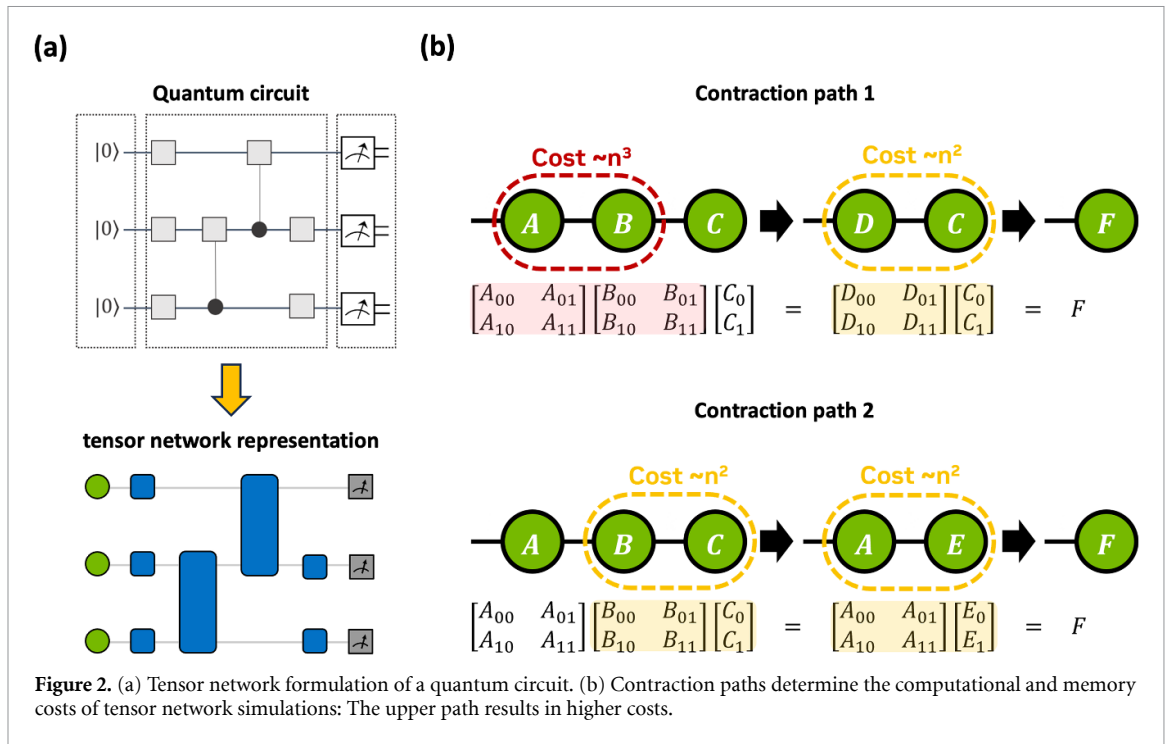 (a)
Quantum circuit
|0⟩
|0⟩
|0⟩
tensor network representation
(b)
Contraction path 1
Cost ~n³ Cost ~n²
A B C D C F
[A₀₀ A₀₁] [B₀₀ B₀₁] [C₀] = [D₀₀ D₀₁] [C₀] = F
[A₁₀ A₁₁] [B₁₀ B₁₁] [C₁] [D₁₀ D₁₁] [C₁]
Contraction path 2
Cost ~n² Cost ~n²
A B C A E F
[A₀₀ A₀₁] [B₀₀ B₀₁] [C₀] = [A₀₀ A₀₁] [E₀] = F
[A₁₀ A₁₁] [B₁₀ B₁₁] [C₁] [A₁₀ A₁₁] [E₁]
Figure 2. (a) Tensor network formulation of a quantum circuit. (b) Contraction paths determine the computational and memory
costs of tensor network simulations: The upper path results in higher costs.